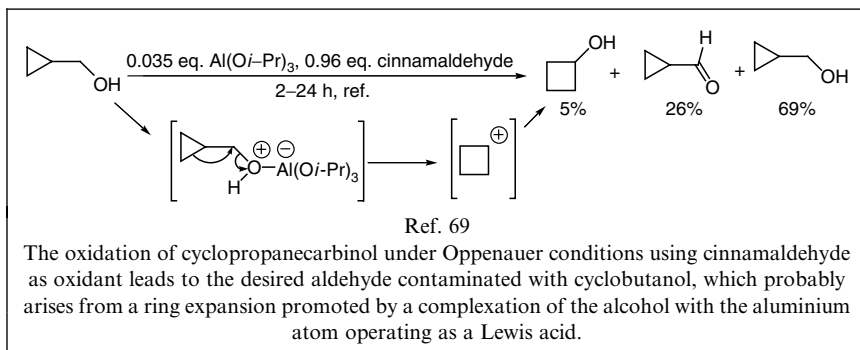 0.035 eq. Al(Oi–Pr)₃, 0.96 eq. cinnamaldehyde
2–24 h, ref.
OH
OH
+
H
O
+
OH
5%
26%
69%
⊕ ⊖
O–Al(Oi-Pr)₃
H
⊕
Ref. 69
The oxidation of cyclopropanecarbinol under Oppenauer conditions using cinnamaldehyde
as oxidant leads to the desired aldehyde contaminated with cyclobutanol, which probably
arises from a ring expansion promoted by a complexation of the alcohol with the aluminium
atom operating as a Lewis acid.